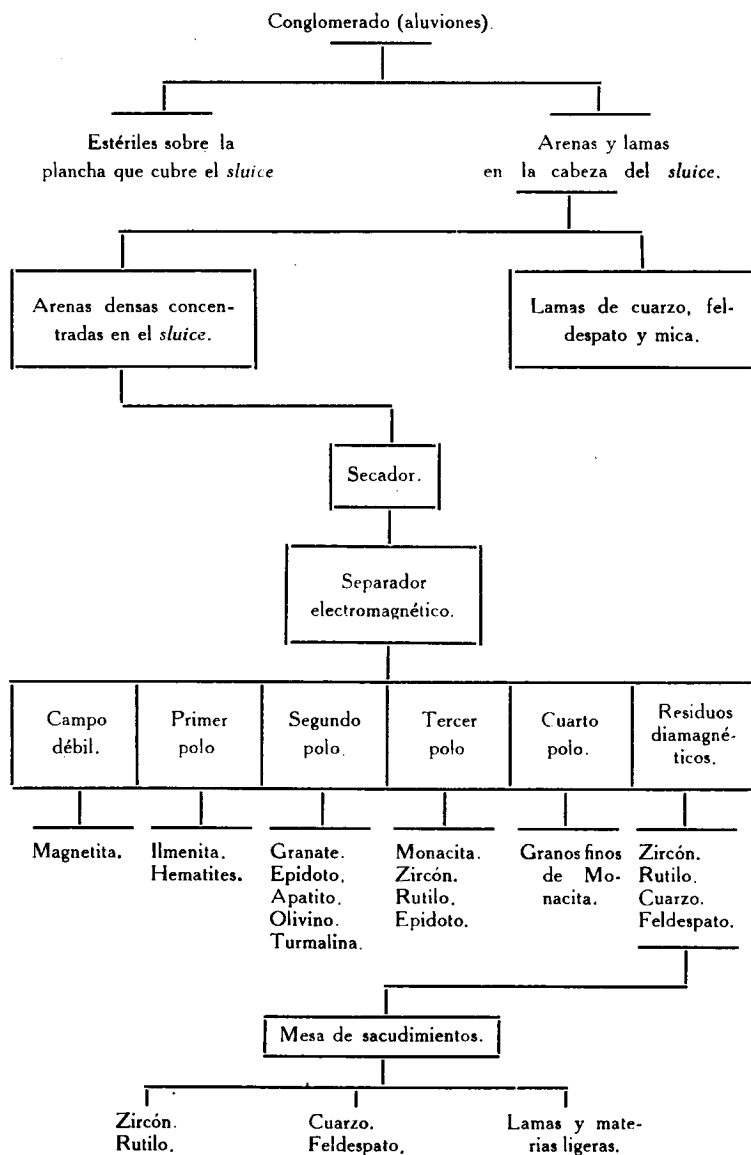 Conglomerado (aluviones).
Estériles sobre la
plancha que cubre el sluice
Arenas y lamas
en la cabeza del sluice.
Arenas densas concen-
tradas en el sluice.
Lamas de cuarzo, fel-
despato y mica.
Secador.
Separador
electromagnético.
Campo
débil.
Primer
polo
Segundo
polo.
Tercer
polo
Cuarto
polo.
Residuos
diamagné-
ticos.
Magnetita.
Ilmenita.
Hematites.
Granate.
Epidoto,
Apatito.
Olivino.
Turmalina.
Monacita.
Zircón.
Rutilo.
Epidoto.
Granos finos
de Mo-
nacita.
Zircón.
Rutilo.
Cuarzo.
Feldespato.
Mesa de sacudimientos.
Zircón.
Rutilo.
Cuarzo.
Feldespato,
Lamas y mate-
rias ligeras.